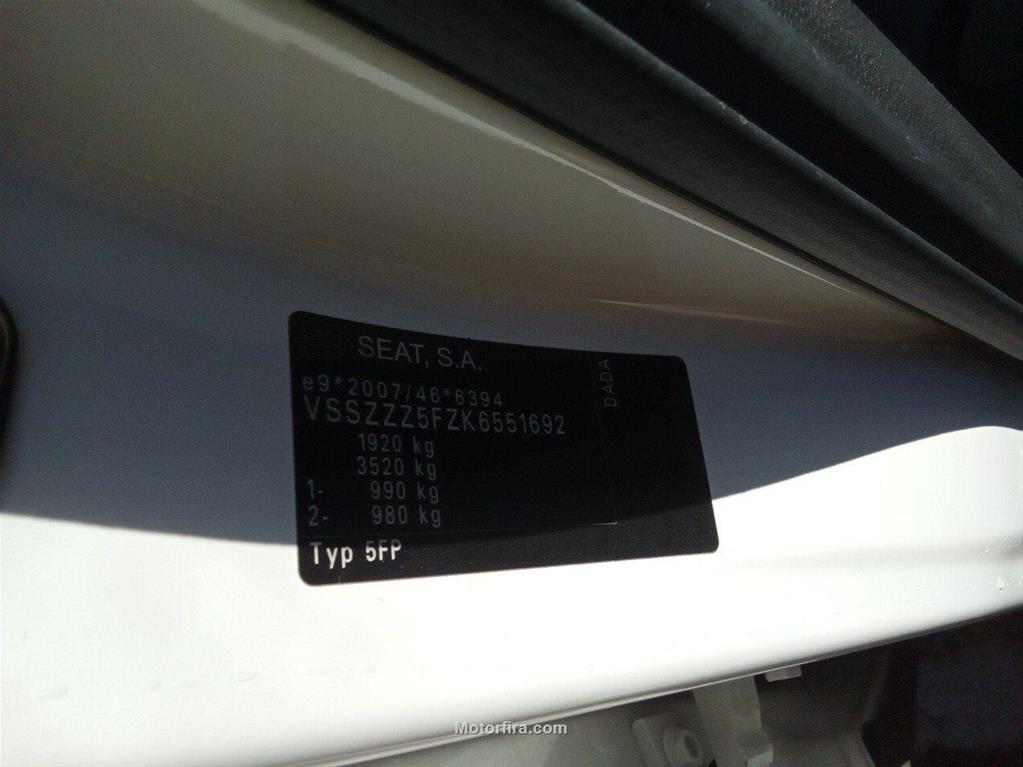 SEAT, S.A.
e9*2007/46*6394
VSSZZZ5FZK6551692
1920 kg
3520 kg
1- 990 kg
2- 980 kg
Typ 5FP
DADA
Motorfira.com